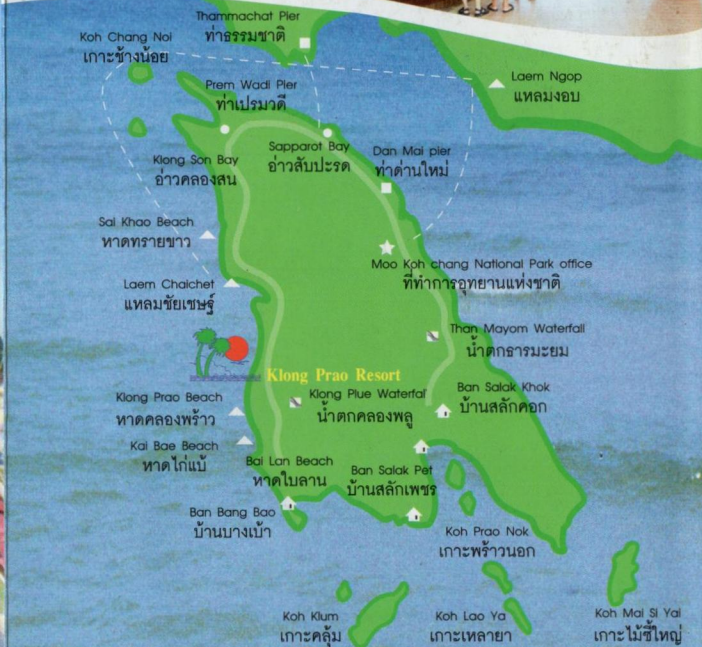 Thammachat Pier
ท่าธรรมชาติ
Koh Chang Noi
เกาะช้างน้อย
Laem Ngop
แหลมงอบ
Prem Wadi Pier
ท่าเปรมวดี
Klong Son Bay
อ่าวคลองสน
Sapparot Bay
อ่าวสับปะรด
Dan Mai pier
ท่าด่านใหม่
Sai Khao Beach
หาดทรายขาว
Moo Koh chang National Park office
ที่ทำการอุทยานแห่งชาติ
Laem Chaichet
แหลมชัยเชษฐ์
Than Mayom Waterfall
น้ำตกธารมะยม
Klong Prao Resort
Klong Plue Waterfal
น้ำตกคลองพลู
Ban Salak Khok
บ้านสลักคอก
Klong Prao Beach
หาดคลองพร้าว
Kai Bae Beach
หาดไก่แบ้
Bai Lan Beach
หาดใบลาน
Ban Salak Pet
บ้านสลักเพชร
Ban Bang Bao
บ้านบางเบ้า
Koh Prao Nok
เกาะพร้าวนอก
Koh Klum
เกาะคลุ้ม
Koh Lao Ya
เกาะเหลายา
Koh Mai Si Yai
เกาะไม้ซี้ใหญ่